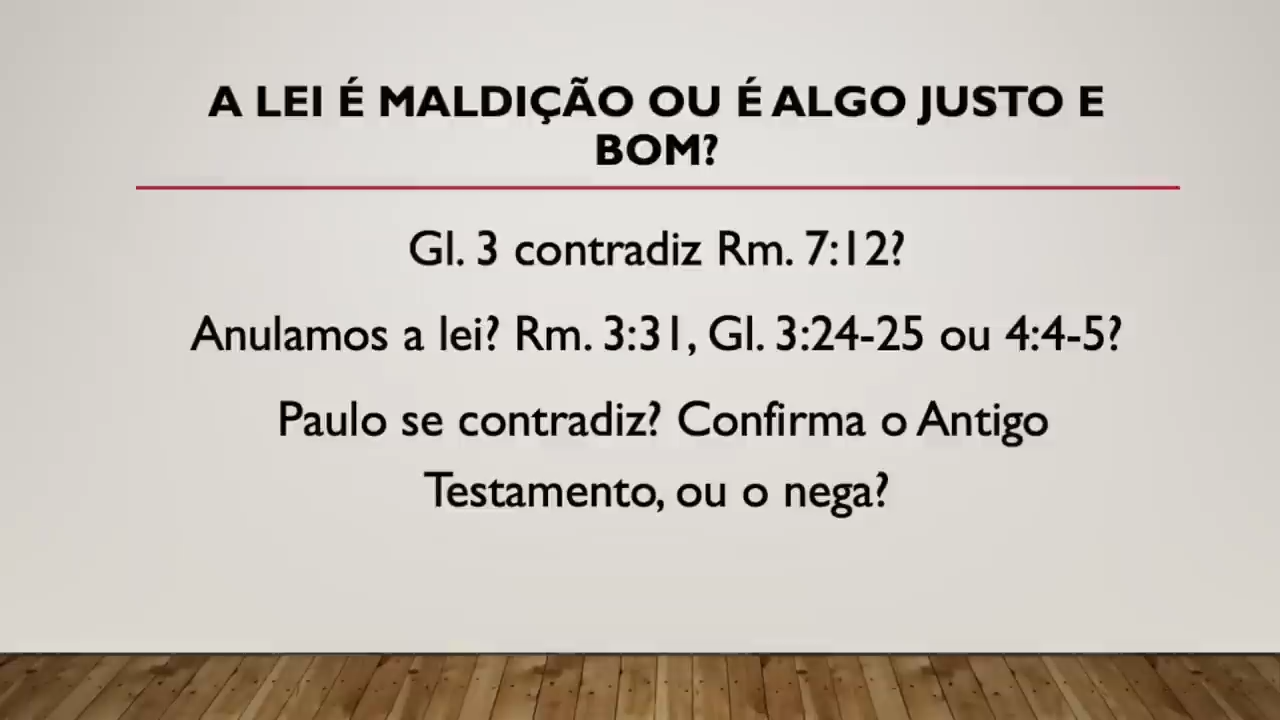 A LEI É MALDIÇÃO OU É ALGO JUSTO E
BOM?
Gl. 3 contradiz Rm. 7:12?
Anulamos a lei? Rm. 3:31, Gl. 3:24-25 ou 4:4-5?
Paulo se contradiz? Confirma o Antigo
Testamento, ou o nega?